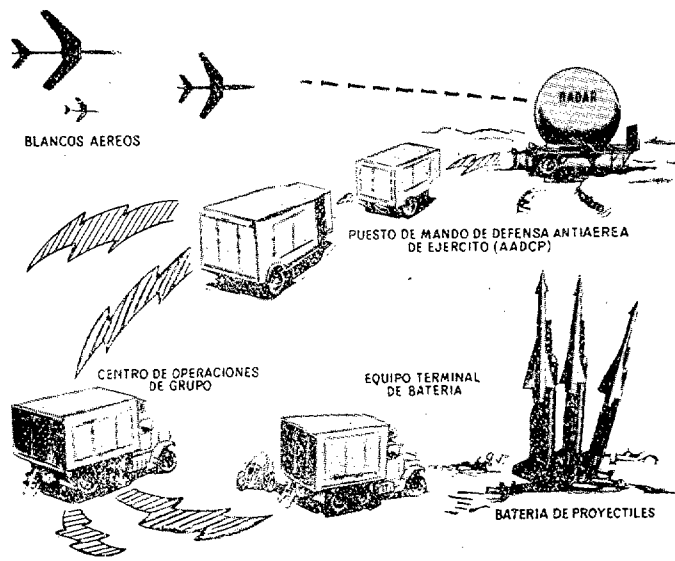 RADAR
BLANCOS AEREOS
PUESTO DE MANDO DE DEFENSA ANTIAEREA
DE EJERCITO (AADCP)
CENTRO DE OPERACIONES
DE GRUPO
EQUIPO TERMINAL
DE BATERIA
BATERIA DE PROYECTILES